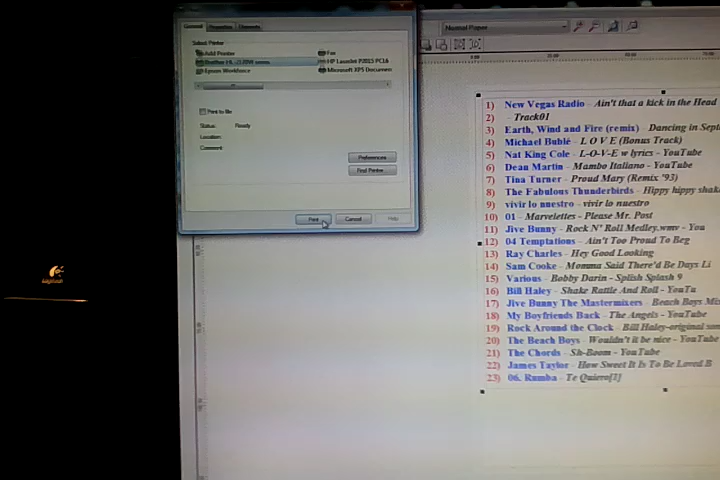 General Properties Elements
Normal Paper
Select Printer
Add Printer
Fax
HP LaserJet P2015 PCL6
Epson Workforce
Microsoft XPS Documen
Print to file
Status: Ready
Location:
Comment:
Preferences
Find Printer
Print Cancel Help
Logitech
1) New Vegas Radio - Ain't that a kick in the Head
2) - Track01
3) Earth, Wind and Fire (remix) - Dancing in Sept
4) Michael Bublé - L O V E (Bonus Track)
5) Nat King Cole - L-O-V-E w lyrics - YouTube
6) Dean Martin - Mambo Italiano - YouTube
7) Tina Turner - Proud Mary (Remix '93)
8) The Fabulous Thunderbirds - Hippy hippy shak
9) vivir lo nuestro - vivir lo nuestro
10) 01 - Marvelettes - Please Mr. Post
11) Jive Bunny - Rock N' Roll Medley.wmv - You
12) 04 Temptations - Ain't Too Proud To Beg
13) Ray Charles - Hey Good Looking
14) Sam Cooke - Momma Said There'd Be Days Li
15) Various - Bobby Darin - Splish Splash 9
16) Bill Haley - Shake Rattle And Roll - YouTu
17) Jive Bunny The Mastermixers - Beach Boys Mix
18) My Boyfriends Back - The Angels - YouTube
19) Rock Around the Clock - Bill Haley-original son
20) The Beach Boys - Wouldn't it be nice - YouTube
21) The Chords - Sh-Boom - YouTube
22) James Taylor - How Sweet It Is To Be Loved B
23) 06. Rumba - Te Quiero[1]